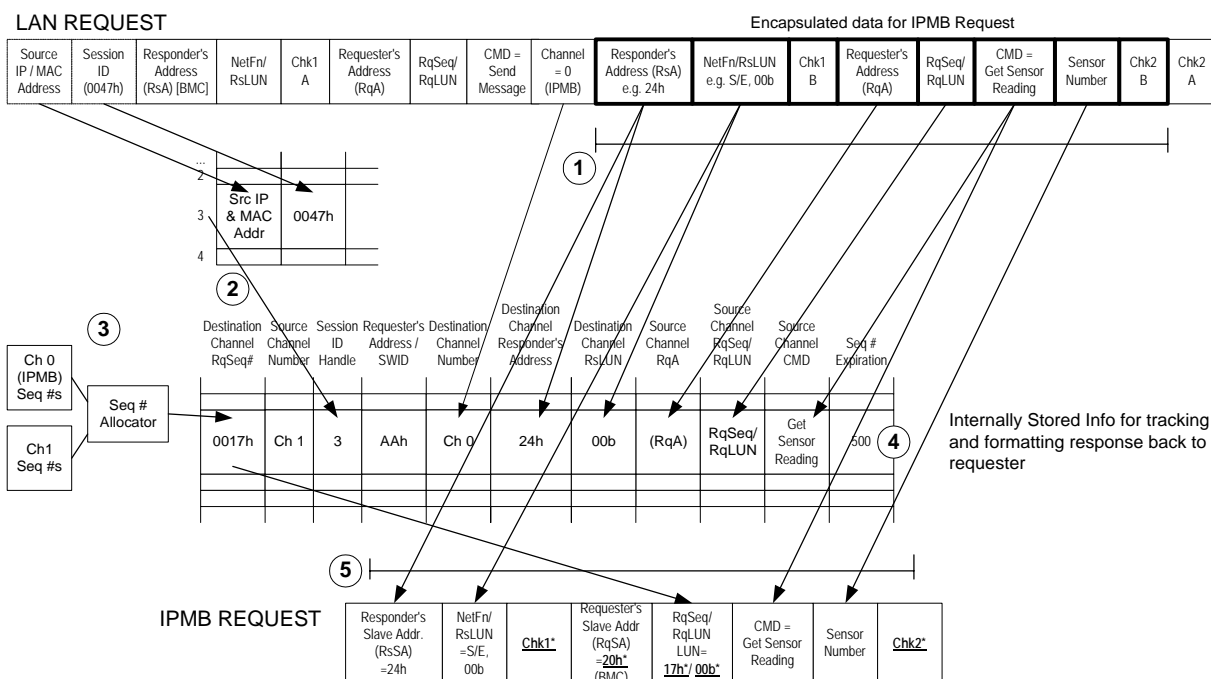 LAN REQUEST
Encapsulated data for IPMB Request
Source
IP / MAC
Address
Session
ID
(0047h)
Responder's
Address
(RsA) [BMC]
NetFn/
RsLUN
Chk1
A
Requester's
Address
(RqA)
RqSeq/
RqLUN
CMD =
Send
Message
Channel
= 0
(IPMB)
Responder's
Address (RsA)
e.g. 24h
NetFn/RsLUN
e.g. S/E, 00b
Chk1
B
Requester's
Address
(RqA)
RqSeq/
RqLUN
CMD =
Get Sensor
Reading
Sensor
Number
Chk2
B
Chk2
A
1
...
2
3
4
Src IP
& MAC
Addr
0047h
2
3
Ch 0
(IPMB)
Seq #s
Ch1
Seq #s
Seq #
Allocator
Destination
Channel
RqSeq#
Source
Channel
Number
Session
ID
Handle
Requester's
Address /
SWID
Destination
Channel
Number
Destination
Channel
Responder's
Address
Destination
Channel
RsLUN
Source
Channel
RqA
Source
Channel
RqSeq/
RqLUN
Source
Channel
CMD
Seq #
Expiration
0017h
Ch 1
3
AAh
Ch 0
24h
00b
(RqA)
RqSeq/
RqLUN
Get
Sensor
Reading
500
4
Internally Stored Info for tracking
and formatting response back to
requester
5
IPMB REQUEST
Responder's
Slave Addr.
(RsSA)
=24h
NetFn/
RsLUN
=S/E,
00b
Chk1*
Requester's
Slave Addr
(RqSA)
=20h*
(BMC)
RqSeq/
RqLUN
LUN=
17h*/ 00b*
CMD =
Get Sensor
Reading
Sensor
Number
Chk2*